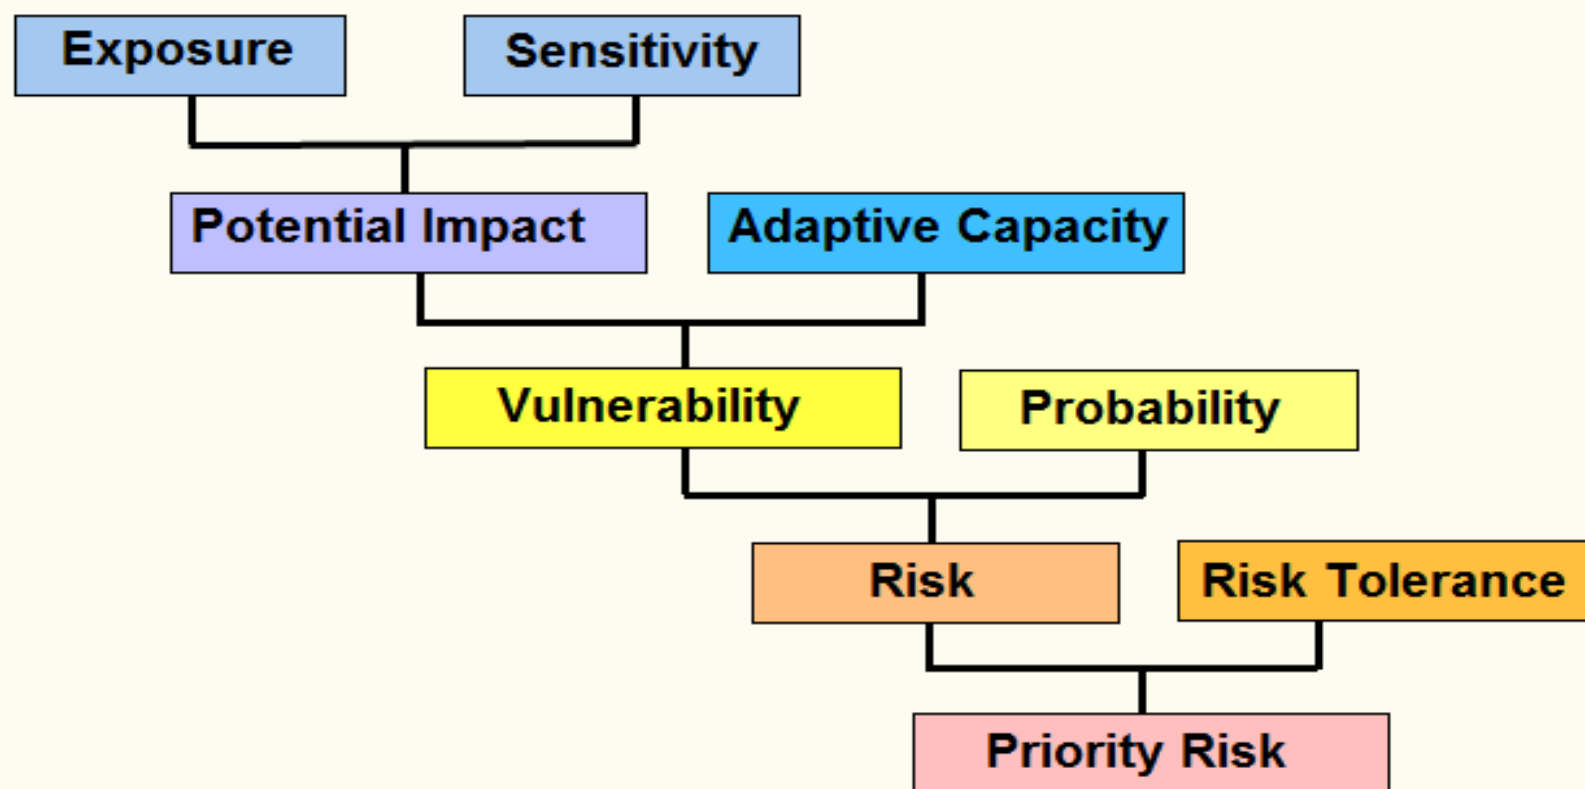 Exposure
Sensitivity
Potential Impact
Adaptive Capacity
Vulnerability
Probability
Risk
Risk Tolerance
Priority Risk